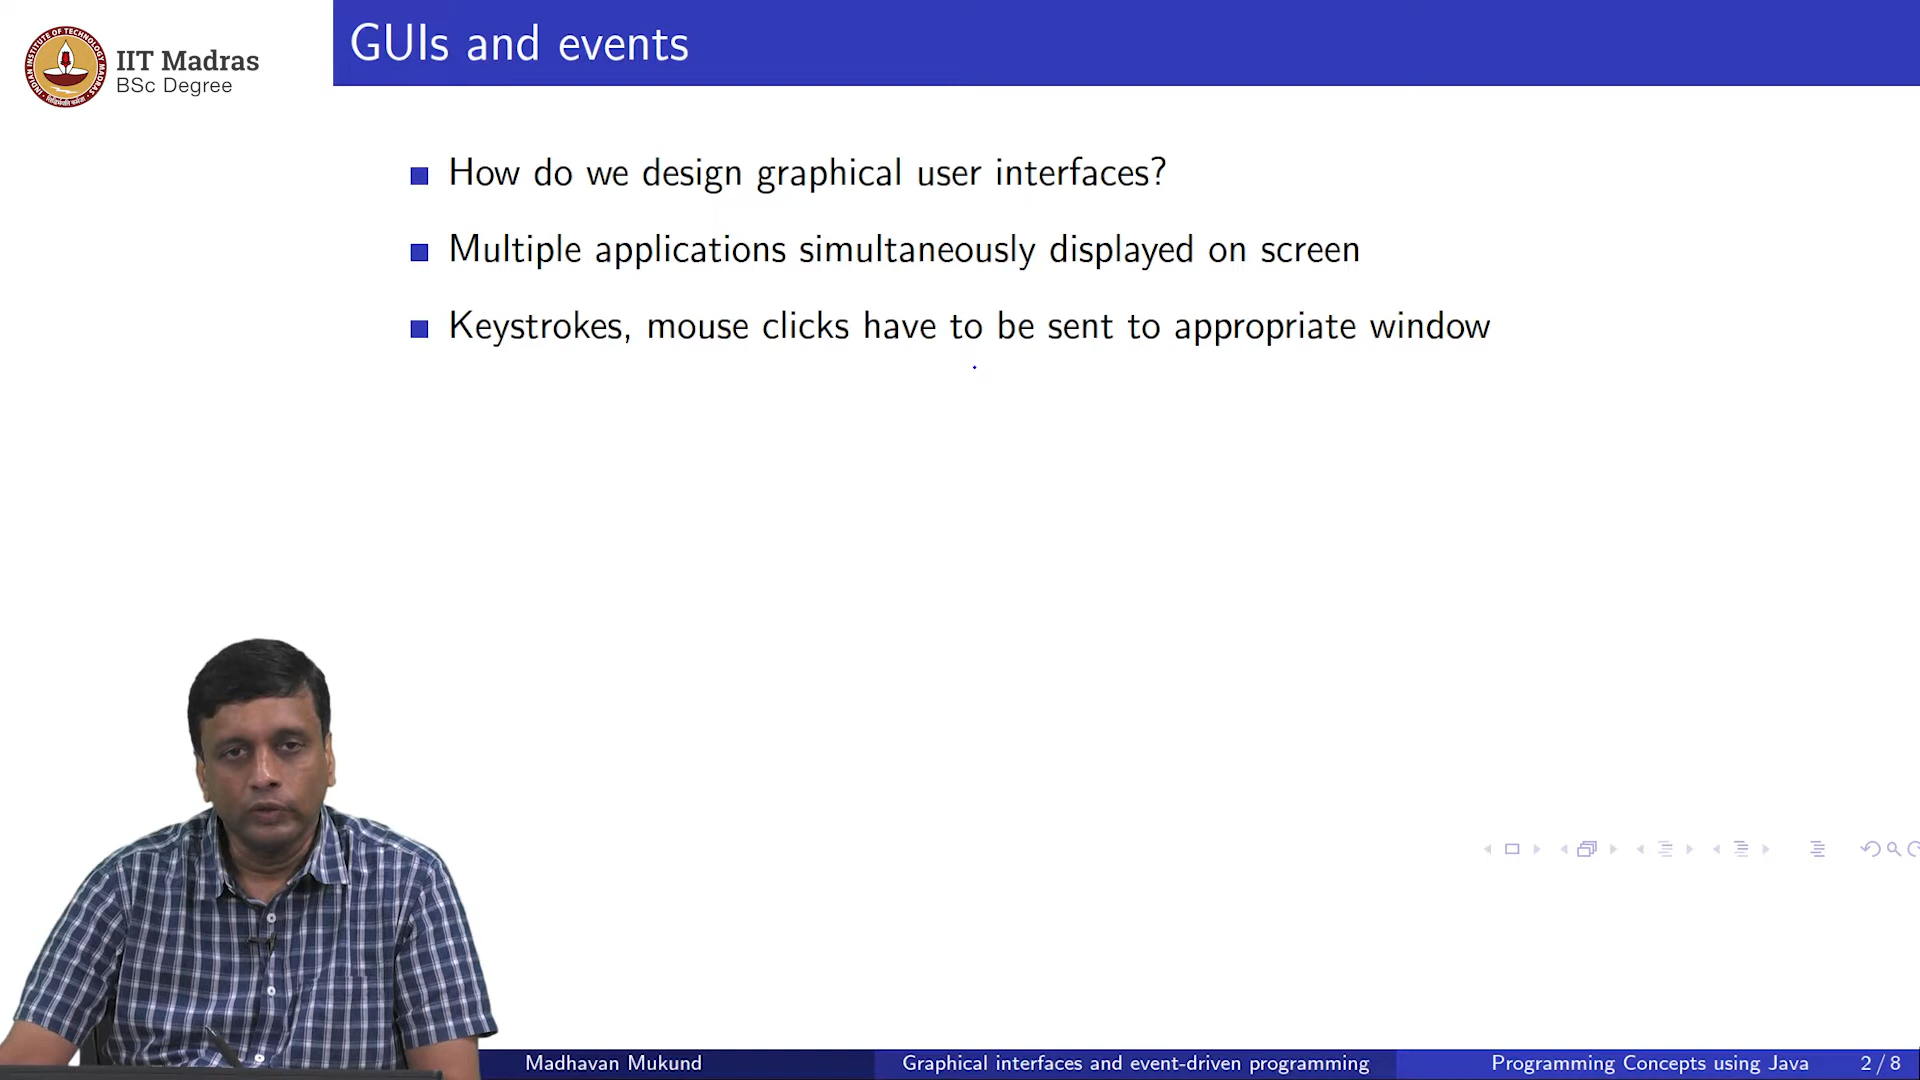 IIT Madras
BSc Degree
GUIs and events
How do we design graphical user interfaces?
Multiple applications simultaneously displayed on screen
Keystrokes, mouse clicks have to be sent to appropriate window
Madhavan Mukund
Graphical interfaces and event-driven programming
Programming Concepts using Java
2 / 8